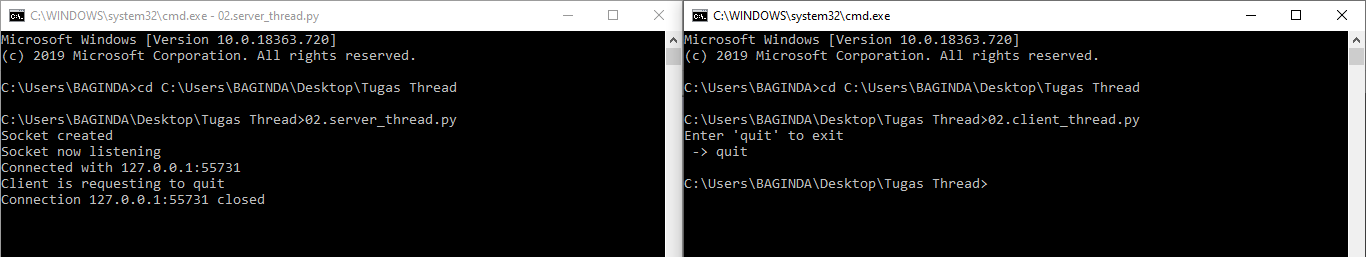 C:\WINDOWS\system32\cmd.exe - 02.server_thread.py
Microsoft Windows [Version 10.0.18363.720]
(c) 2019 Microsoft Corporation. All rights reserved.
C:\Users\BAGINDA>cd C:\Users\BAGINDA\Desktop\Tugas Thread
C:\Users\BAGINDA\Desktop\Tugas Thread>02.server_thread.py
Socket created
Socket now listening
Connected with 127.0.0.1:55731
Client is requesting to quit
Connection 127.0.0.1:55731 closed
C:\WINDOWS\system32\cmd.exe
Microsoft Windows [Version 10.0.18363.720]
(c) 2019 Microsoft Corporation. All rights reserved.
C:\Users\BAGINDA>cd C:\Users\BAGINDA\Desktop\Tugas Thread
C:\Users\BAGINDA\Desktop\Tugas Thread>02.client_thread.py
Enter 'quit' to exit
 -> quit
C:\Users\BAGINDA\Desktop\Tugas Thread>